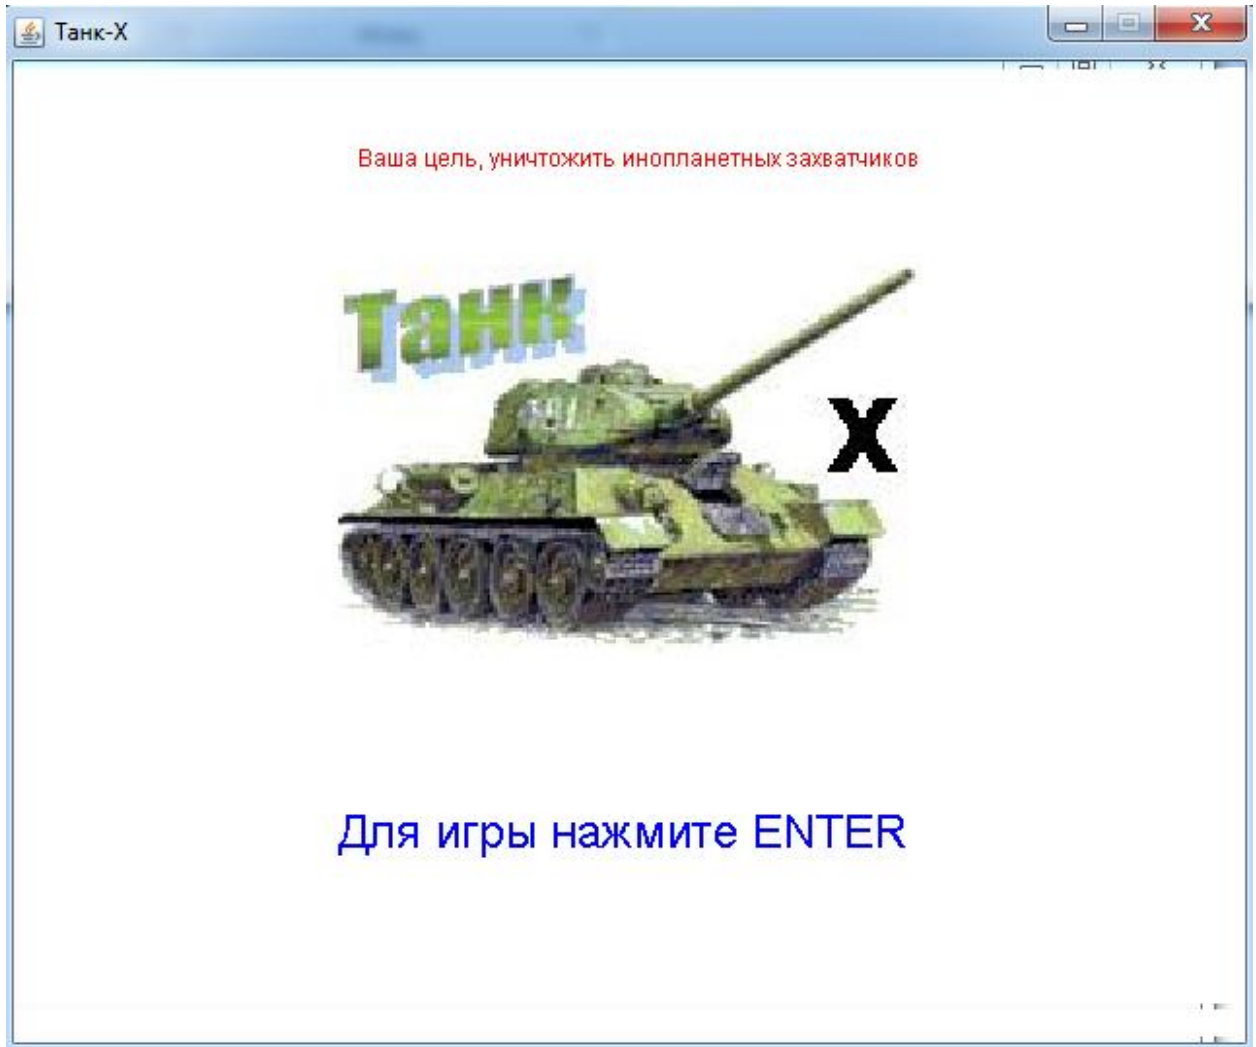 Танк-X
Ваша цель, уничтожить инопланетных захватчиков
Танк
X
Для игры нажмите ENTER